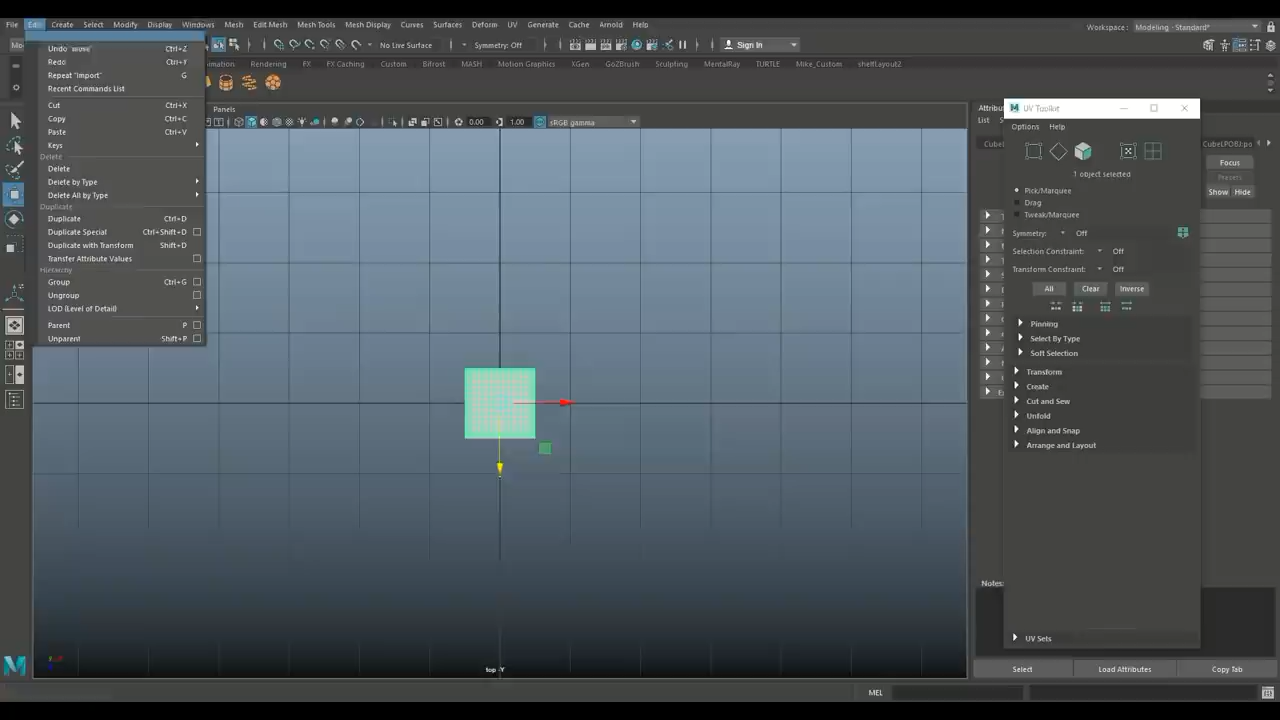 File Edit Create Select Modify Display Windows Mesh Edit Mesh Mesh Tools Mesh Display Curves Surfaces Deform UV Generate Cache Arnold Help
Workspace: Modeling - Standard*
No Live Surface Symmetry: Off Sign In
Rendering FX FX Caching Custom Bifrost MASH Motion Graphics XGen GoZBrush Sculpting MentalRay TURTLE Mike_Custom shelfLayout2
Undo "Move" Ctrl+Z
Redo Ctrl+Y
Repeat "Import" G
Recent Commands List
Cut Ctrl+X
Copy Ctrl+C
Paste Ctrl+V
Keys
Delete
Delete
Delete by Type
Delete All by Type
Duplicate
Duplicate Ctrl+D
Duplicate Special Ctrl+Shift+D
Duplicate with Transform Shift+D
Transfer Attribute Values
Hierarchy
Group Ctrl+G
Ungroup
LOD (Level of Detail)
Parent P
Unparent Shift+P
Panels
0.00 1.00 sRGB gamma
top -Y
UV Toolkit
Options Help
1 object selected
Pick/Marquee
Drag
Tweak/Marquee
Symmetry: Off
Selection Constraint: Off
Transform Constraint: Off
All Clear Inverse
Pinning
Select By Type
Soft Selection
Transform
Create
Cut and Sew
Unfold
Align and Snap
Arrange and Layout
UV Sets
List
Focus
Presets
Show Hide
Notes:
Select Load Attributes Copy Tab
MEL